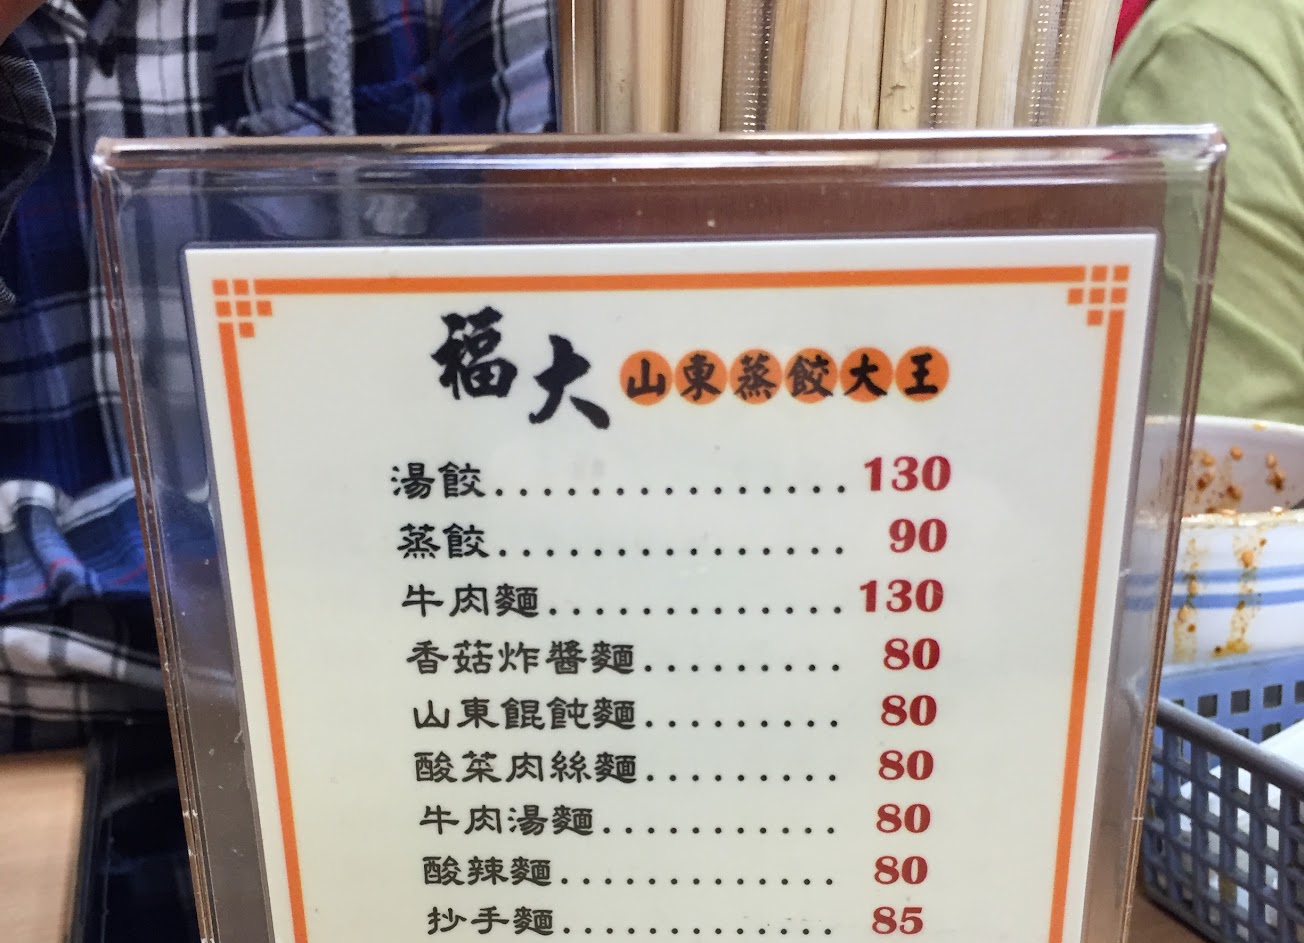 福大 山東蒸餃大王
湯餃................130
蒸餃............... 90
牛肉麵.............130
香菇炸醬麵......... 80
山東餛飩麵......... 80
酸菜肉絲麵......... 80
牛肉湯麵............ 80
酸辣麵.............. 80
抄手麵.............. 85